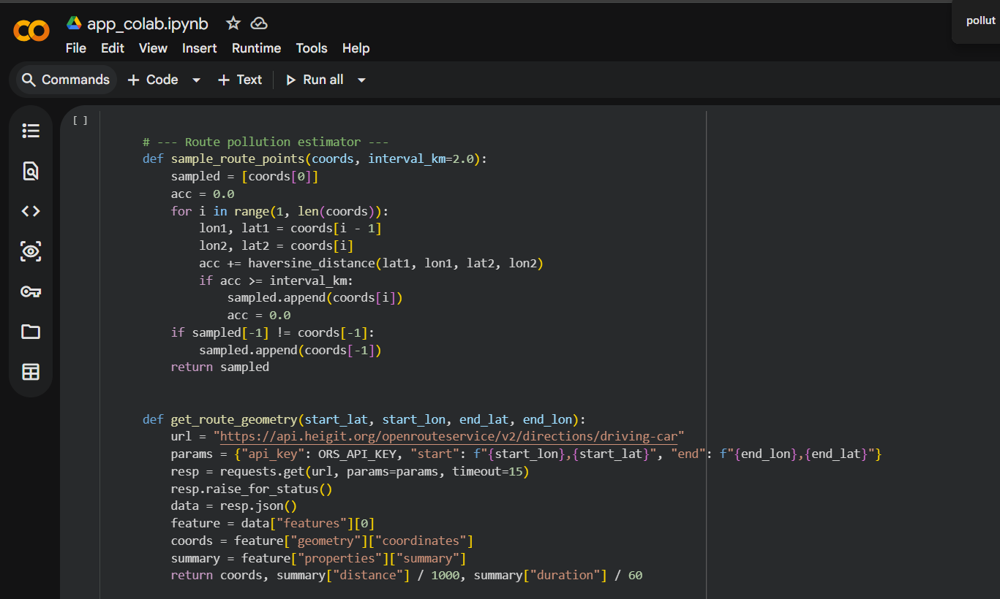 app_colab.ipynb
pollut
File Edit View Insert Runtime Tools Help
Commands + Code + Text Run all
[ ]
# --- Route pollution estimator ---
def sample_route_points(coords, interval_km=2.0):
    sampled = [coords[0]]
    acc = 0.0
    for i in range(1, len(coords)):
        lon1, lat1 = coords[i - 1]
        lon2, lat2 = coords[i]
        acc += haversine_distance(lat1, lon1, lat2, lon2)
        if acc >= interval_km:
            sampled.append(coords[i])
            acc = 0.0
    if sampled[-1] != coords[-1]:
        sampled.append(coords[-1])
    return sampled
def get_route_geometry(start_lat, start_lon, end_lat, end_lon):
    url = "https://api.heigit.org/openrouteservice/v2/directions/driving-car"
    params = {"api_key": ORS_API_KEY, "start": f"{start_lon},{start_lat}", "end": f"{end_lon},{end_lat}"}
    resp = requests.get(url, params=params, timeout=15)
    resp.raise_for_status()
    data = resp.json()
    feature = data["features"][0]
    coords = feature["geometry"]["coordinates"]
    summary = feature["properties"]["summary"]
    return coords, summary["distance"] / 1000, summary["duration"] / 60